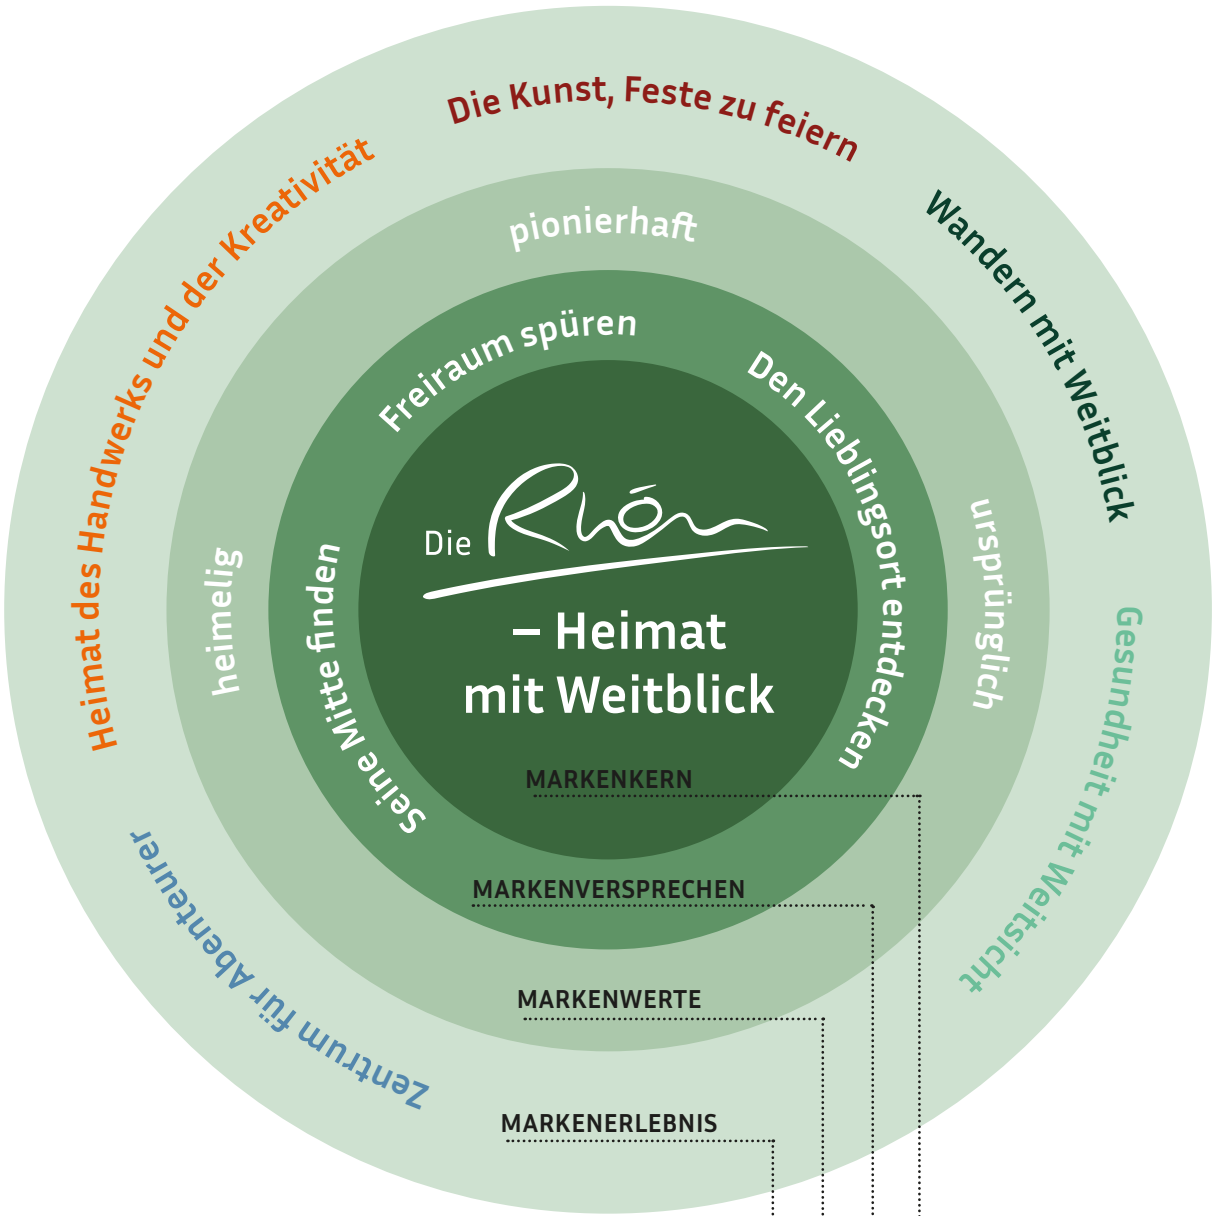 Die Kunst, Feste zu feiern
Heimat des Handwerks und der Kreativität
Wandern mit Weitblick
Gesundheit mit Weitsicht
Zentrum für Abenteurer
pionierhaft
heimelig
ursprünglich
Freiraum spüren
Den Lieblingsort entdecken
Seine Mitte finden
Die Rhön
– Heimat
mit Weitblick
MARKENKERN
MARKENVERSPRECHEN
MARKENWERTE
MARKENERLEBNIS